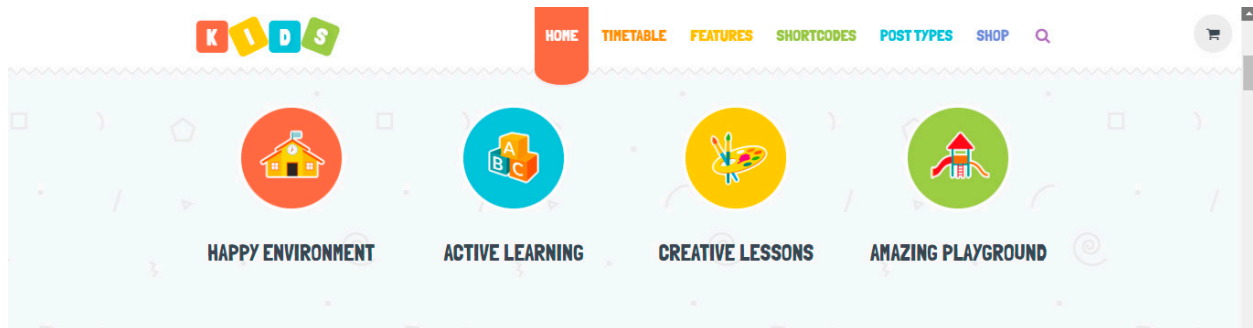 KIDS
HOME TIMETABLE FEATURES SHORTCODES POST TYPES SHOP
A
B C
HAPPY ENVIRONMENT ACTIVE LEARNING CREATIVE LESSONS AMAZING PLAYGROUND